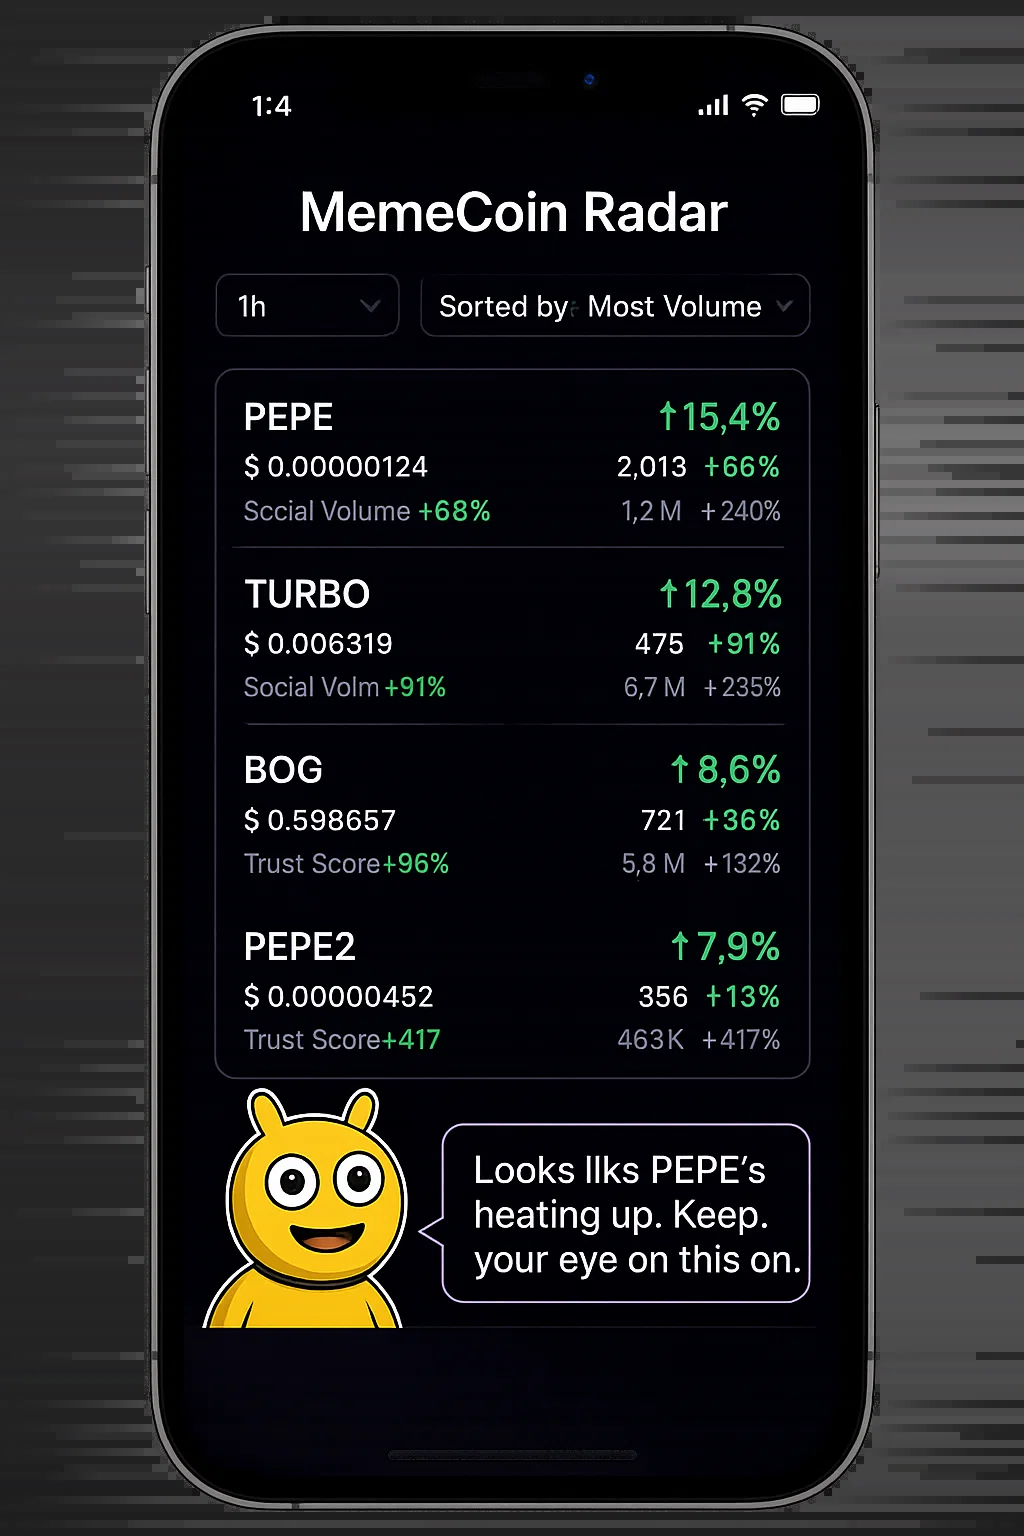 1:4
MemeCoin Radar
1h
Sorted by: Most Volume
PEPE ↑15,4%
$ 0.00000124 2,013 +66%
Sccial Volume +68% 1,2 M +240%
TURBO ↑12,8%
$ 0.006319 475 +91%
Social Volm +91% 6,7 M +235%
BOG ↑8,6%
$ 0.598657 721 +36%
Trust Score+96% 5,8 M +132%
PEPE2 ↑7,9%
$ 0.00000452 356 +13%
Trust Score+417 463K +417%
Looks llks PEPE's
heating up. Keep.
your eye on this on.